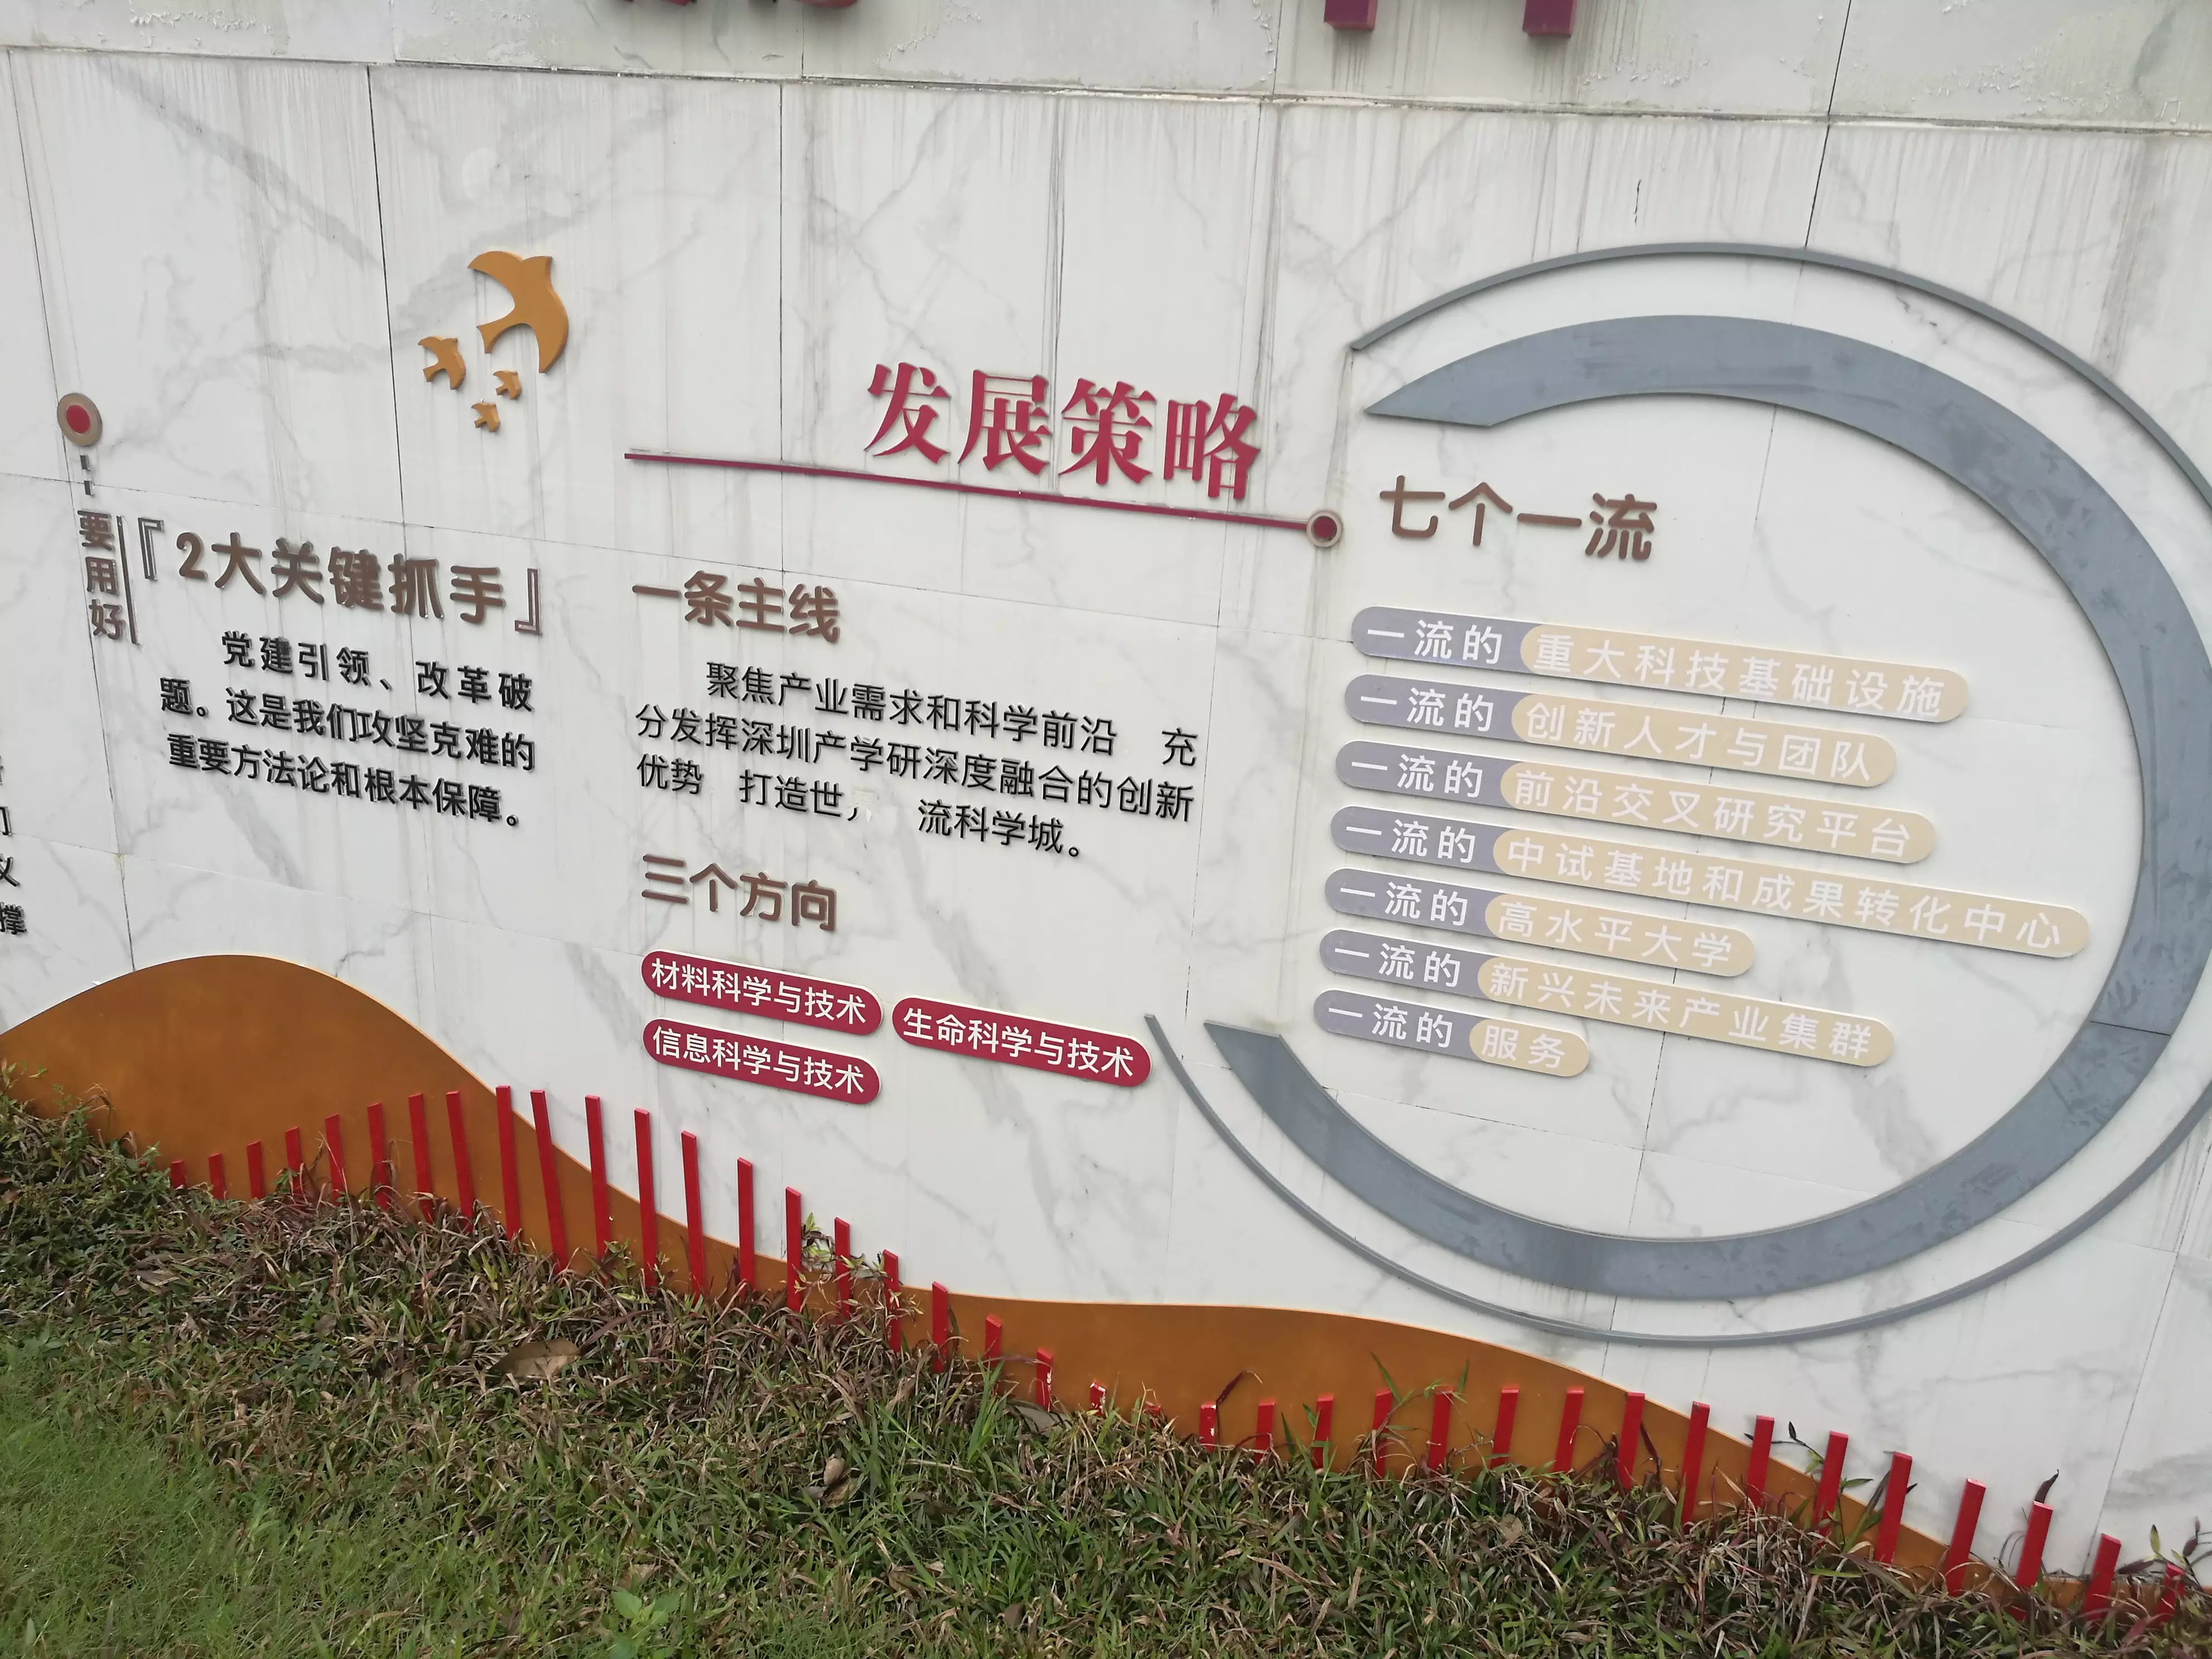 发展策略
要用好
『2大关键抓手』
党建引领、改革破
题。这是我们攻坚克难的
重要方法论和根本保障。
一条主线
聚焦产业需求和科学前沿 充
分发挥深圳产学研深度融合的创新
优势 打造世, 流科学城。
三个方向
材料科学与技术
生命科学与技术
信息科学与技术
七个一流
一流的 重大科技基础设施
一流的 创新人才与团队
一流的 前沿交叉研究平台
一流的 中试基地和成果转化中心
一流的 高水平大学
一流的 新兴未来产业集群
一流的 服务
撑